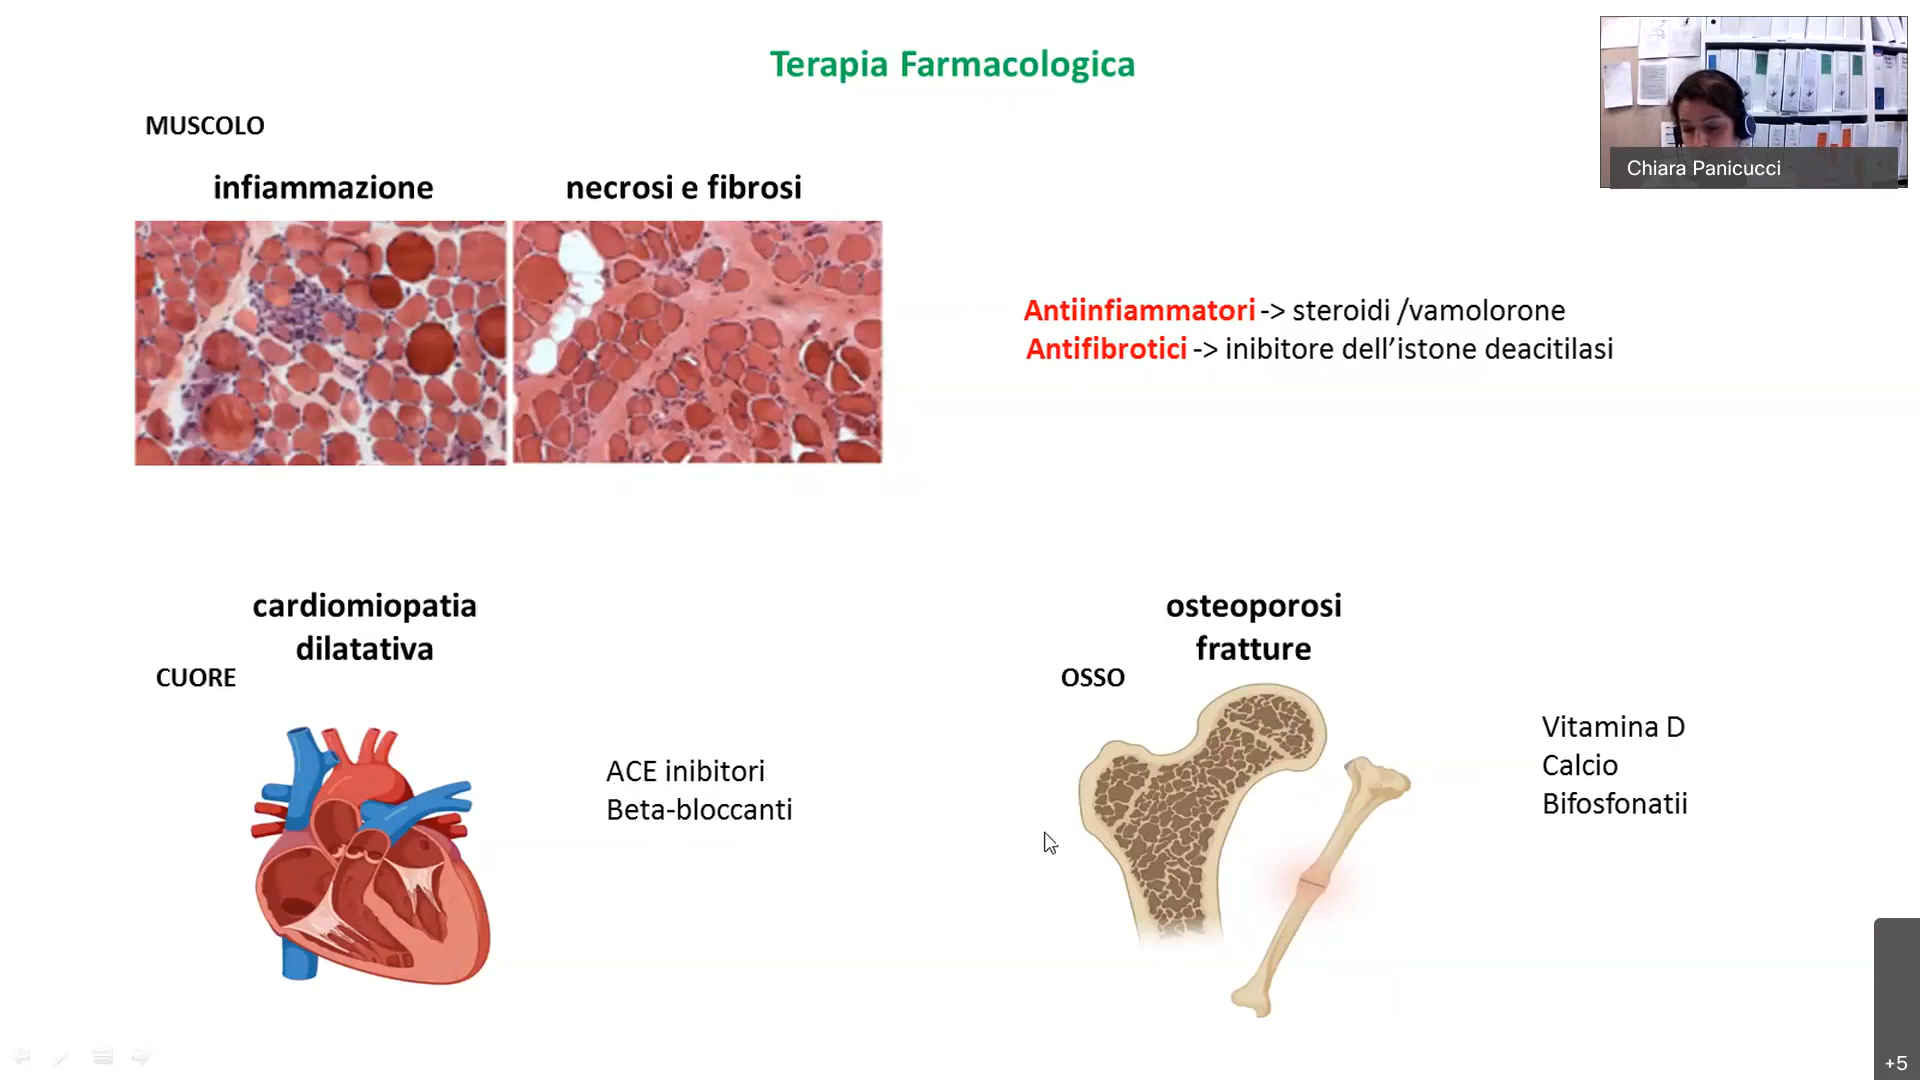 Terapia Farmacologica
Chiara Panicucci
MUSCOLO
infiammazione
necrosi e fibrosi
Antiinfiammatori -> steroidi /vamolorone
Antifibrotici -> inibitore dell’istone deacitilasi
cardiomiopatia
dilatativa
CUORE
ACE inibitori
Beta-bloccanti
osteoporosi
fratture
OSSO
Vitamina D
Calcio
Bifosfonatii
+5